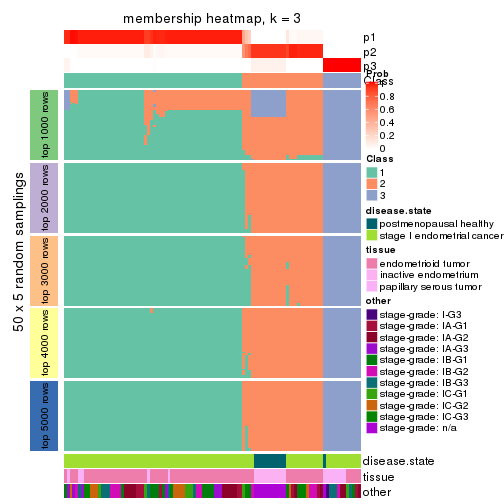 membership heatmap, k = 3
p1
p2
p3
Class
50 x 5 random samplings
top 1000 rows
top 2000 rows
top 3000 rows
top 4000 rows
top 5000 rows
disease.state
tissue
other
Prob
1
0.8
0.6
0.4
0.2
0
Class
1
2
3
disease.state
postmenopausal healthy
stage I endometrial cancer
tissue
endometrioid tumor
inactive endometrium
papillary serous tumor
other
stage-grade: I-G3
stage-grade: IA-G1
stage-grade: IA-G2
stage-grade: IA-G3
stage-grade: IB-G1
stage-grade: IB-G2
stage-grade: IB-G3
stage-grade: IC-G1
stage-grade: IC-G2
stage-grade: IC-G3
stage-grade: n/a